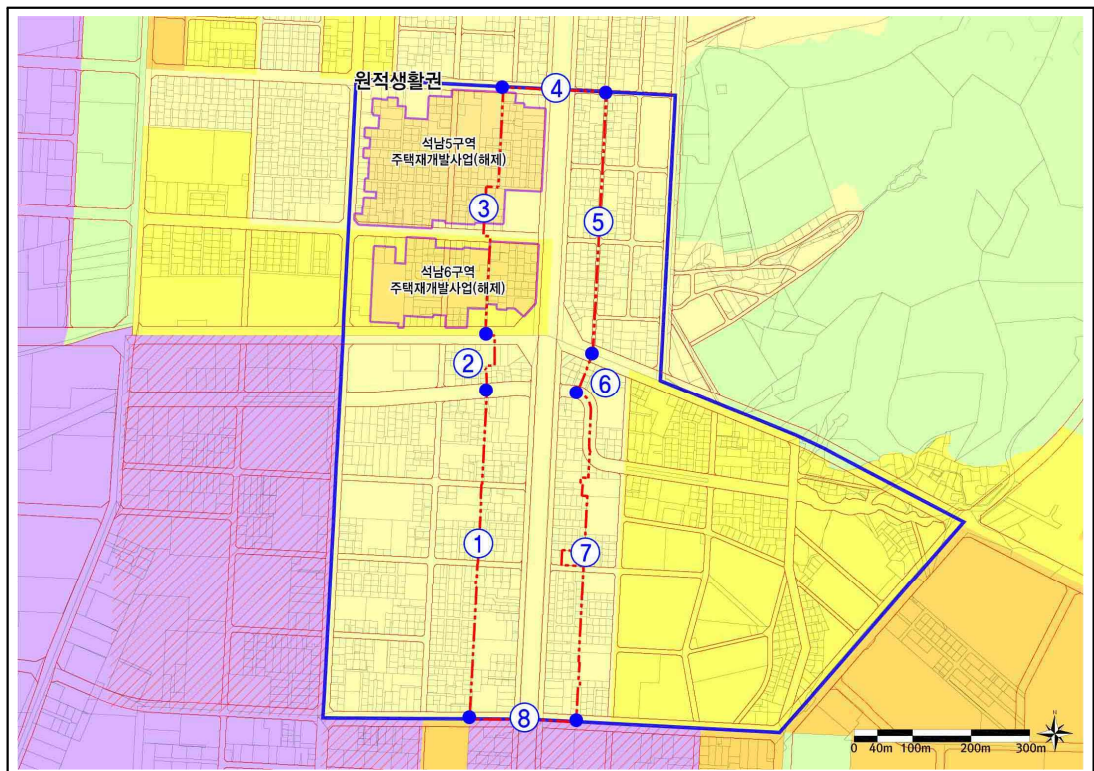 원적생활권
④
석남5구역
주택재개발사업(해제)
③
⑤
석남6구역
주택재개발사업(해제)
②
⑥
①
⑦
⑧
N
0 40m 100m 200m 300m